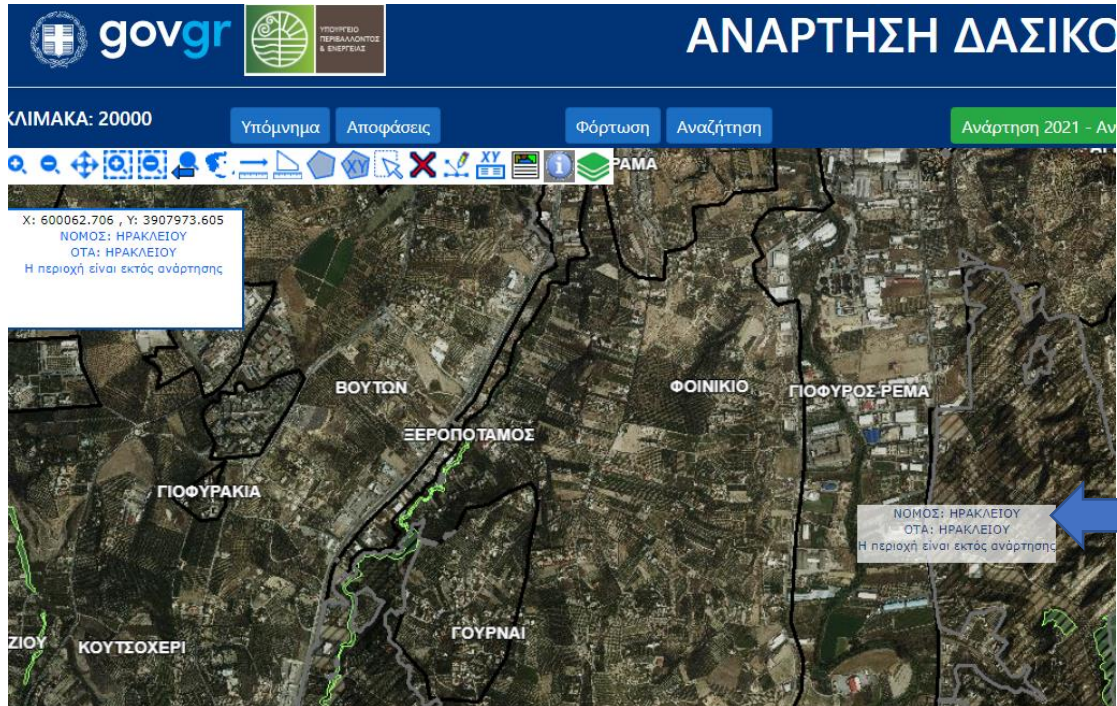 govgr
ΥΠΟΥΡΓΕΙΟ
ΠΕΡΙΒΑΛΛΟΝΤΟΣ
& ΕΝΕΡΓΕΙΑΣ
ΑΝΑΡΤΗΣΗ ΔΑΣΙΚΟ
ΚΛΙΜΑΚΑ: 20000
Υπόμνημα
Αποφάσεις
Φόρτωση
Αναζήτηση
Ανάρτηση 2021 - Αν
XY
XY
ΡΑΜΑ
X: 600062.706 , Y: 3907973.605
ΝΟΜΟΣ: ΗΡΑΚΛΕΙΟΥ
ΟΤΑ: ΗΡΑΚΛΕΙΟΥ
Η περιοχή είναι εκτός ανάρτησης
ΒΟΥΤΩΝ
ΦΟΙΝΙΚΙΟ
ΓΙΟΦΥΡΟΣ-ΡΕΜΑ
ΞΕΡΟΠΟΤΑΜΟΣ
ΓΙΟΦΥΡΑΚΙΑ
ΝΟΜΟΣ: ΗΡΑΚΛΕΙΟΥ
ΟΤΑ: ΗΡΑΚΛΕΙΟΥ
Η περιοχή είναι εκτός ανάρτησης
ΖΙΟΥ
ΚΟΥΤΣΟΧΕΡΙ
ΓΟΥΡΝΑΙ